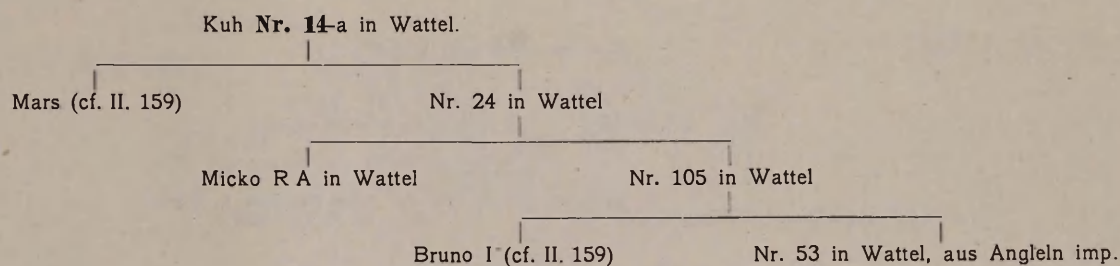 Kuh Nr. 14-a in Wattel.
Mars (cf. II. 159) Nr. 24 in Wattel
Micko R A in Wattel Nr. 105 in Wattel
Bruno I (cf. II. 159) Nr. 53 in Wattel, aus Angleln imp.